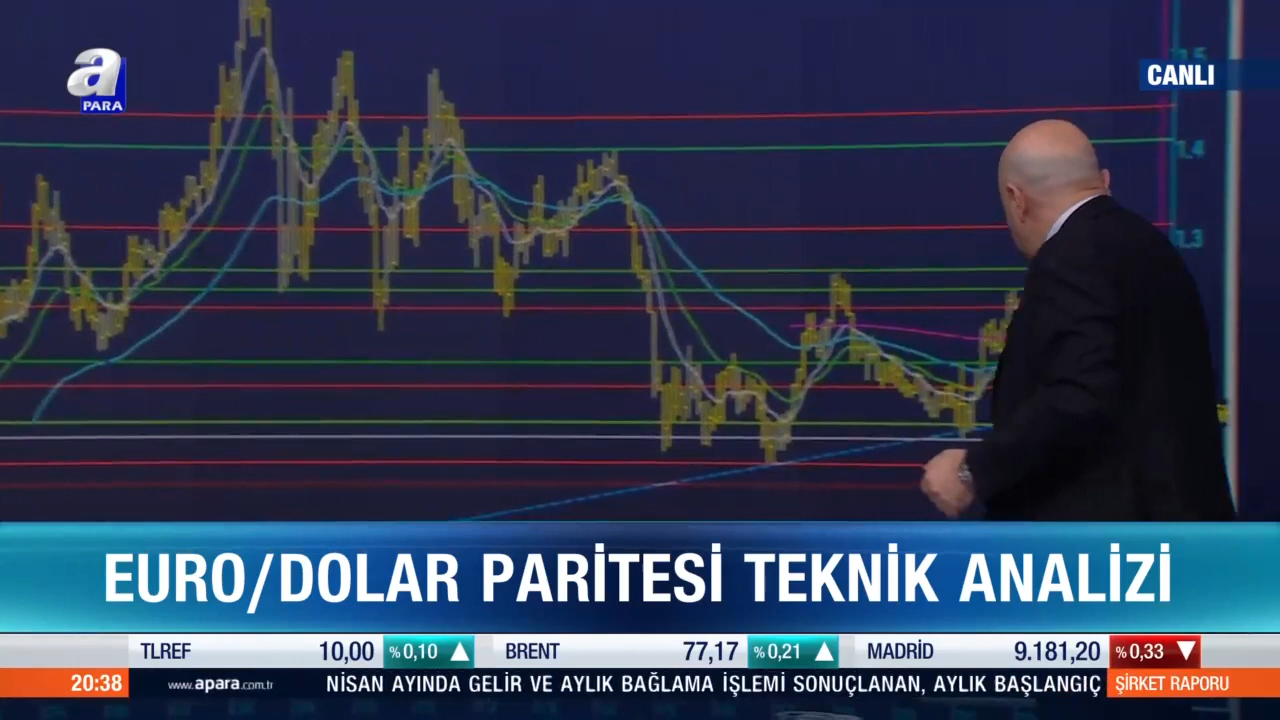 a
PARA
CANLI
1.5
1.4
1.3
EURO/DOLAR PARİTESİ TEKNİK ANALİZİ
TLREF 10,00 %0,10 BRENT 77,17 %0,21 MADRID 9.181,20 %0,33
20:38 www.apara.com.tr NİSAN AYINDA GELİR VE AYLIK BAĞLAMA İŞLEMİ SONUÇLANAN, AYLIK BAŞLANGIÇ ŞİRKET RAPORU